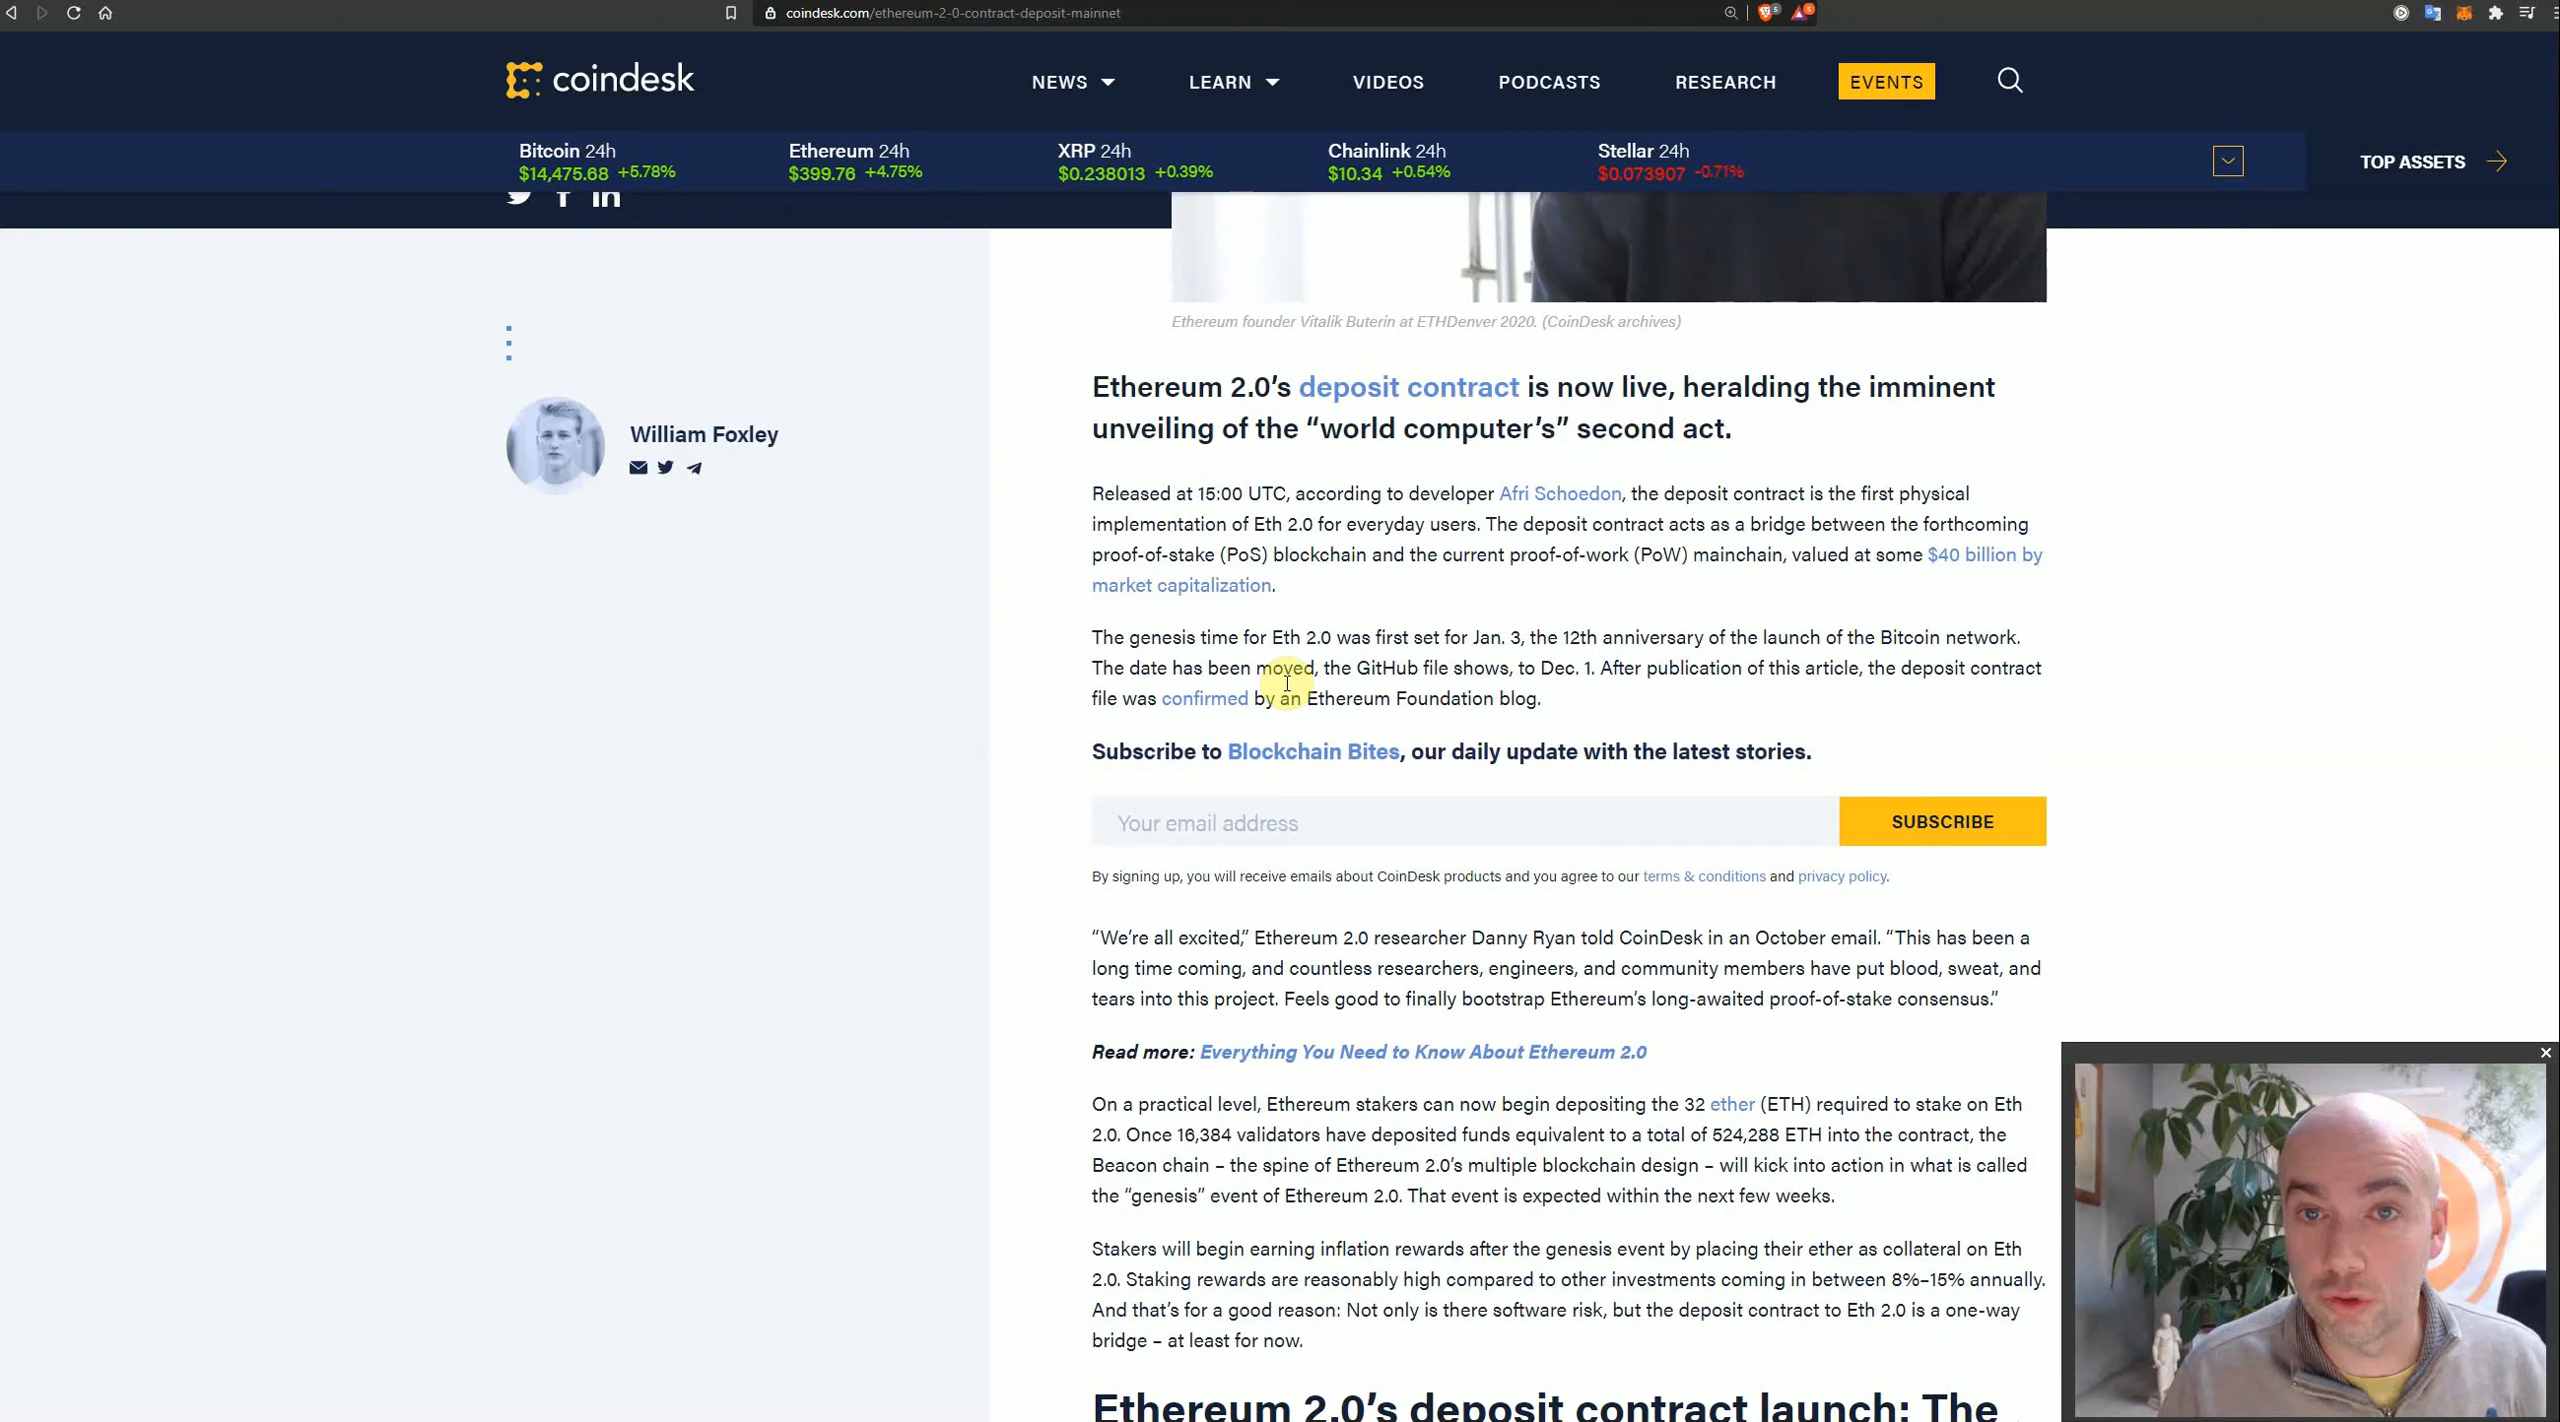 coindesk.com/ethereum-2-0-contract-deposit-mainnet
5
5
coindesk
NEWS
LEARN
VIDEOS
PODCASTS
RESEARCH
EVENTS
Bitcoin 24h
$14,475.68 +5.78%
Ethereum 24h
$399.76 +4.75%
XRP 24h
$0.238013 +0.39%
Chainlink 24h
$10.34 +0.54%
Stellar 24h
$0.073907 -0.71%
TOP ASSETS
Ethereum founder Vitalik Buterin at ETHDenver 2020. (CoinDesk archives)
William Foxley
Ethereum 2.0’s deposit contract is now live, heralding the imminent
unveiling of the “world computer’s” second act.
Released at 15:00 UTC, according to developer Afri Schoedon, the deposit contract is the first physical
implementation of Eth 2.0 for everyday users. The deposit contract acts as a bridge between the forthcoming
proof-of-stake (PoS) blockchain and the current proof-of-work (PoW) mainchain, valued at some $40 billion by
market capitalization.
The genesis time for Eth 2.0 was first set for Jan. 3, the 12th anniversary of the launch of the Bitcoin network.
The date has been moved, the GitHub file shows, to Dec. 1. After publication of this article, the deposit contract
file was confirmed by an Ethereum Foundation blog.
Subscribe to Blockchain Bites, our daily update with the latest stories.
Your email address
SUBSCRIBE
By signing up, you will receive emails about CoinDesk products and you agree to our terms & conditions and privacy policy.
“We’re all excited,” Ethereum 2.0 researcher Danny Ryan told CoinDesk in an October email. “This has been a
long time coming, and countless researchers, engineers, and community members have put blood, sweat, and
tears into this project. Feels good to finally bootstrap Ethereum’s long-awaited proof-of-stake consensus.”
Read more: Everything You Need to Know About Ethereum 2.0
On a practical level, Ethereum stakers can now begin depositing the 32 ether (ETH) required to stake on Eth
2.0. Once 16,384 validators have deposited funds equivalent to a total of 524,288 ETH into the contract, the
Beacon chain – the spine of Ethereum 2.0’s multiple blockchain design – will kick into action in what is called
the “genesis” event of Ethereum 2.0. That event is expected within the next few weeks.
Stakers will begin earning inflation rewards after the genesis event by placing their ether as collateral on Eth
2.0. Staking rewards are reasonably high compared to other investments coming in between 8%–15% annually.
And that’s for a good reason: Not only is there software risk, but the deposit contract to Eth 2.0 is a one-way
bridge – at least for now.
Ethereum 2.0’s deposit contract launch: The